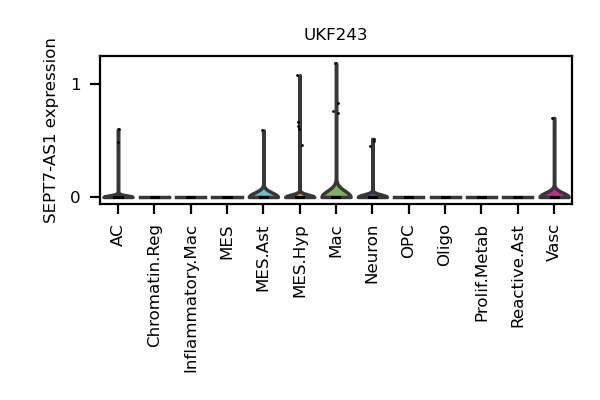 UKF243
SEPT7-AS1 expression
1
0
AC
Chromatin.Reg
Inflammatory.Mac
MES
MES.Ast
MES.Hyp
Mac
Neuron
OPC
Oligo
Prolif.Metab
Reactive.Ast
Vasc